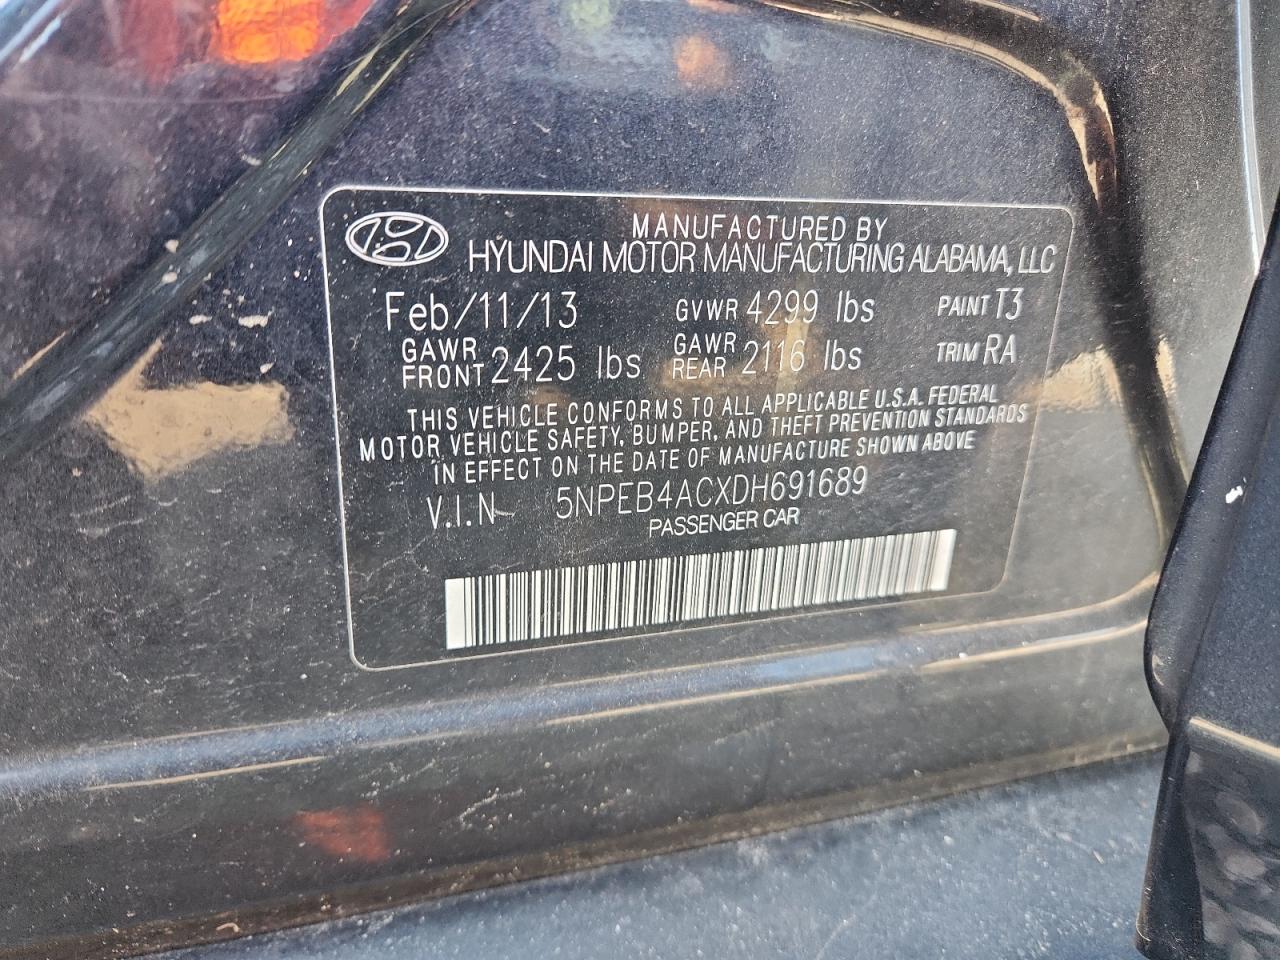 MANUFACTURED BY
HYUNDAI MOTOR MANUFACTURING ALABAMA, LLC
Feb/11/13 GVWR 4299 lbs PAINT T3
GAWR FRONT 2425 lbs GAWR REAR 2116 lbs TRIM RA
THIS VEHICLE CONFORMS TO ALL APPLICABLE U.S.A. FEDERAL
MOTOR VEHICLE SAFETY, BUMPER, AND THEFT PREVENTION STANDARDS
IN EFFECT ON THE DATE OF MANUFACTURE SHOWN ABOVE
V.I.N 5NPEB4ACXDH691689
PASSENGER CAR